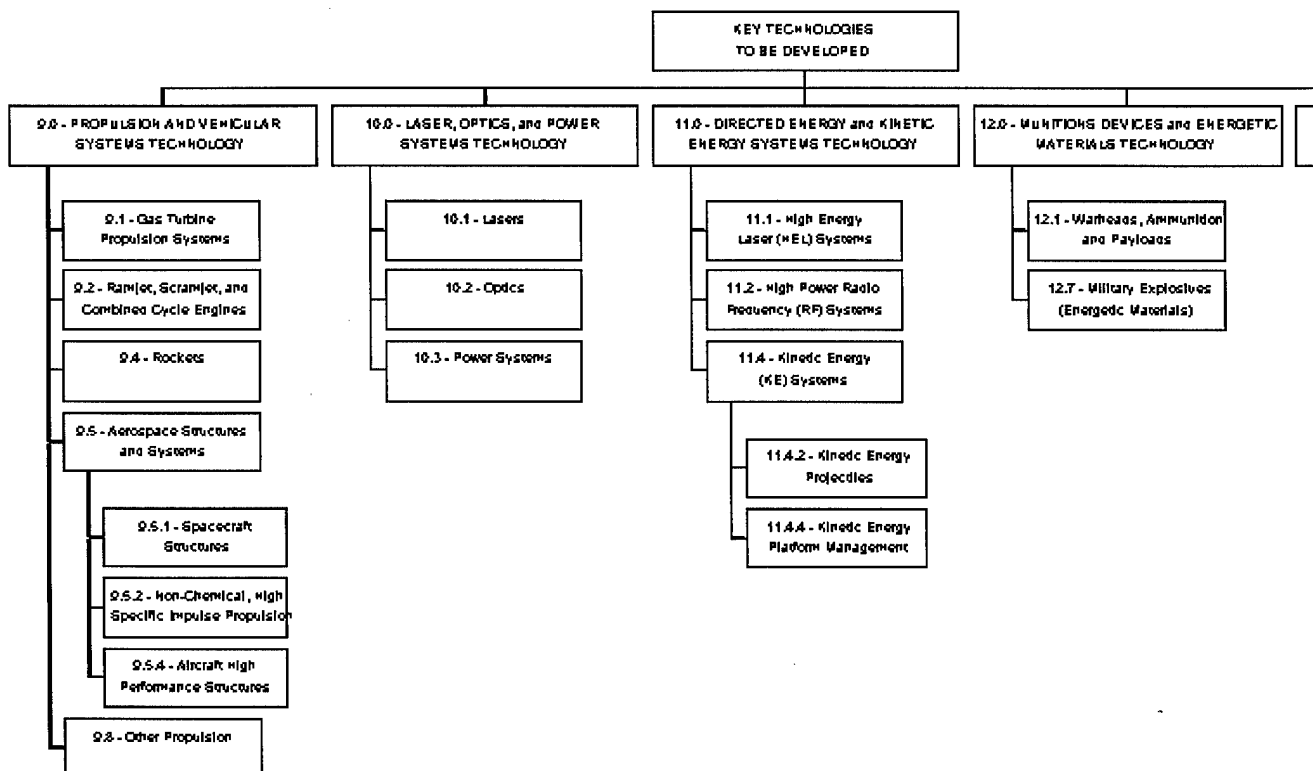 KEY TECHNOLOGIES
TO BE DEVELOPED
9.0 - PROPULSION AND VEHICULAR
SYSTEMS TECHNOLOGY
10.0 - LASER, OPTICS, and POWER
SYSTEMS TECHNOLOGY
11.0 - DIRECTED ENERGY and KINETIC
ENERGY SYSTEMS TECHNOLOGY
12.0 - MUNITIONS DEVICES and ENERGETIC
MATERIALS TECHNOLOGY
9.1 - Gas Turbine
Propulsion Systems
9.2 - Ramjet, Scramjet, and
Combined Cycle Engines
9.4 - Rockets
9.5 - Aerospace Structures
and Systems
9.5.1 - Spacecraft
Structures
9.5.2 - Non-Chemical, High
Specific Impulse Propulsion
9.5.4 - Aircraft High
Performance Structures
9.8 - Other Propulsion
10.1 - Lasers
10.2 - Optics
10.3 - Power Systems
11.1 - High Energy
Laser (HEL) Systems
11.2 - High Power Radio
Frequency (RF) Systems
11.4 - Kinetic Energy
(KE) Systems
11.4.2 - Kinetic Energy
Projectiles
11.4.4 - Kinetic Energy
Platform Management
12.1 - Warheads, Ammunition
and Payloads
12.7 - Military Explosives
(Energetic Materials)